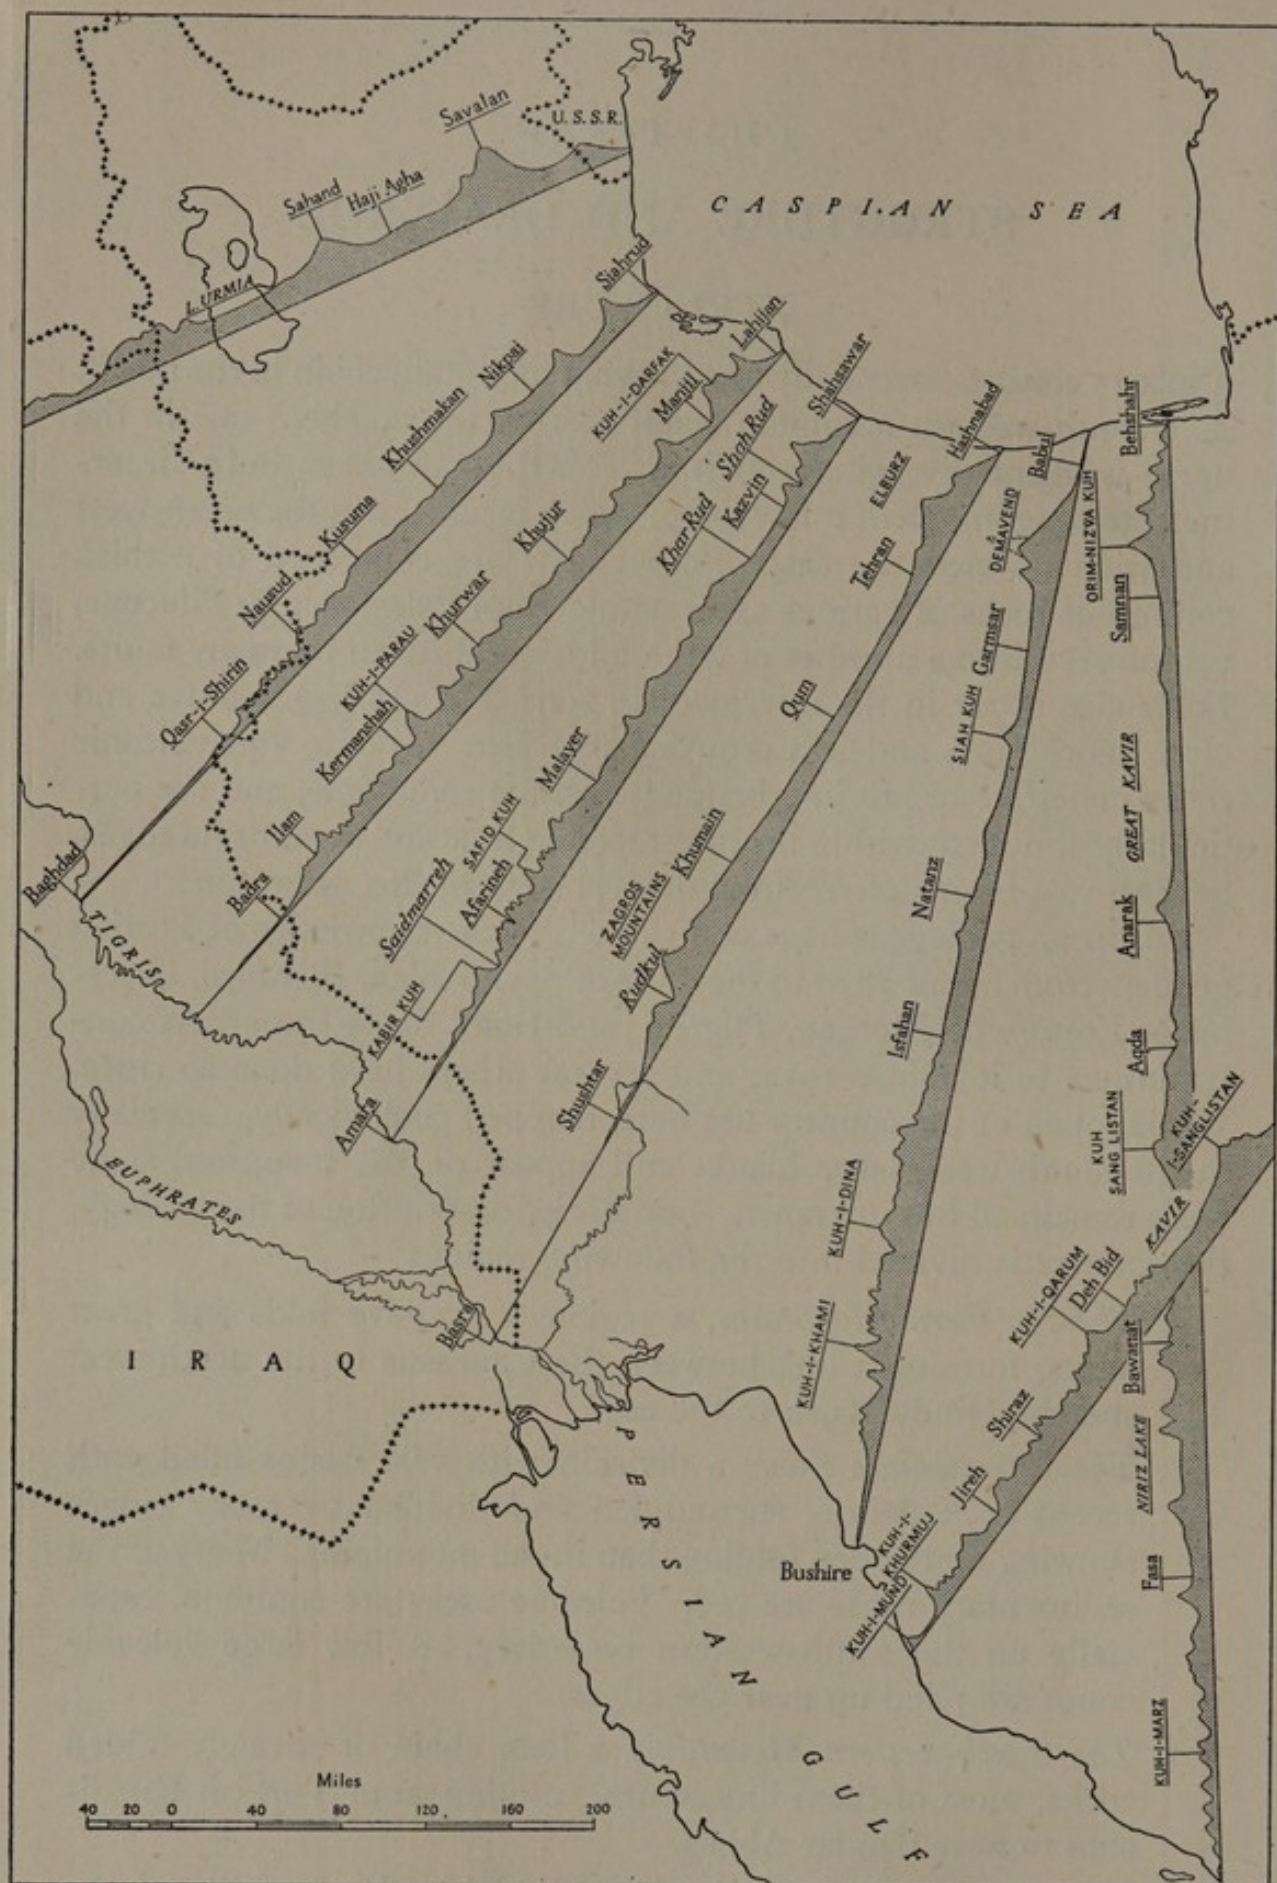 Savalan
U.S.S.R.
Sahand
Haji Agha
CASPIAN SEA
L. URMIA
Siahrud
Nikpai
Khushmakan
Kusuma
Nausud
Qasr-i-Shirin
Baghdad
Lahijan
KUH-I-DARFAK
Manjil
Khujur
Khurwar
KUH-I-PARAU
Kermanshah
Ilam
Badra
TIGRIS
Shahsawar
Shah Rud
Kazvin
Khar Rud
Malayer
SAFID KUH
Afarineh
Saidmarreh
KABIR KUH
Amara
EUPHRATES
Hashnabad
ELBURZ
Tehran
Qum
Khumain
ZAGROS
MOUNTAINS
Rudkul
Shushtar
Basra
IRAQ
Babul
DEMAVEND
Garmsar
SIAH KUH
Natanz
Isfahan
KUH-I-DINA
KUH-I-KHAMI
Bushire
Behshahr
ORIM-NIZVA KUH
Samnan
GREAT KAVIR
Anarak
Aqda
KUH
SANG LISTAN
KUH-
I-SANGLISTAN
KAVIR
Deh Bid
KUH-I-QARUM
Bawanat
Shiraz
NIRIZ LAKE
Jireh
KUH-I-
KHURMUJ
KUH-I-MUND
Fasa
KUH-I-MARZ
PERSIAN GULF
Miles
40 20 0 40 80 120 160 200